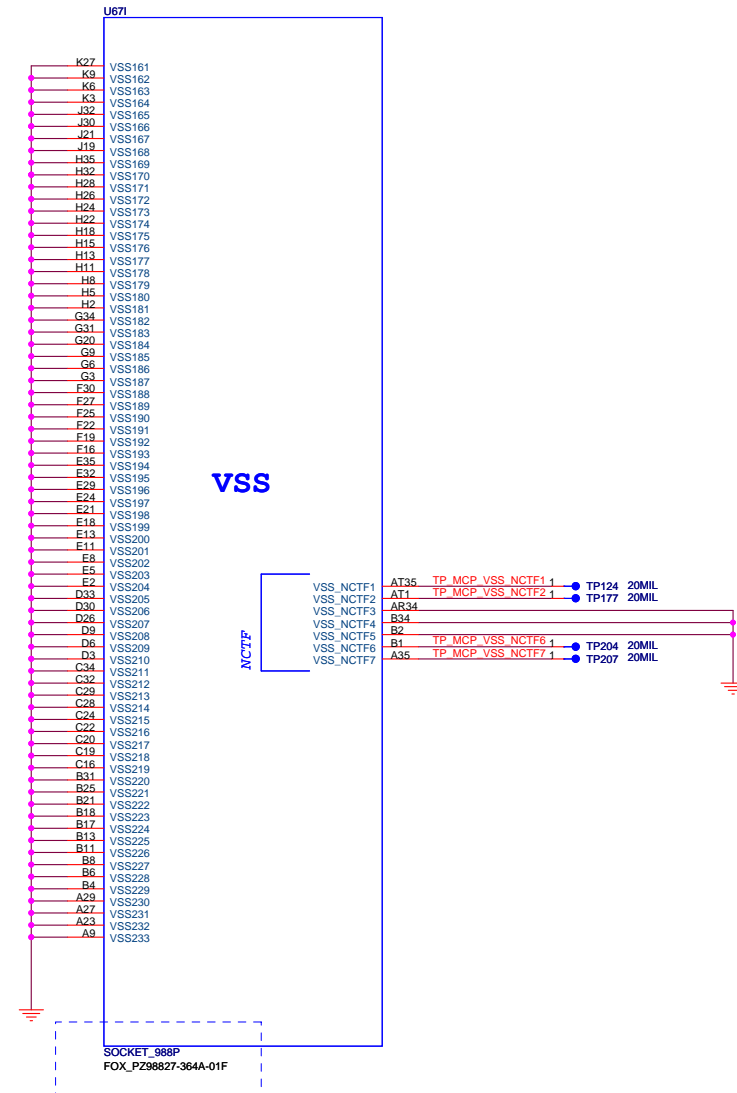 U67I
K27 VSS161
K9 VSS162
K6 VSS163
K3 VSS164
J32 VSS165
J30 VSS166
J21 VSS167
J19 VSS168
H35 VSS169
H32 VSS170
H28 VSS171
H26 VSS172
H24 VSS173
H22 VSS174
H18 VSS175
H15 VSS176
H13 VSS177
H11 VSS178
H8 VSS179
H5 VSS180
H2 VSS181
G34 VSS182
G31 VSS183
G20 VSS184
G9 VSS185
G6 VSS186
G3 VSS187
F30 VSS188
F27 VSS189
F25 VSS190
F22 VSS191
F19 VSS192
F16 VSS193
E35 VSS194
E32 VSS195
E29 VSS196
E24 VSS197
E21 VSS198
E18 VSS199
E13 VSS200
E11 VSS201
E8 VSS202
E5 VSS203
E2 VSS204
D33 VSS205
D30 VSS206
D26 VSS207
D9 VSS208
D6 VSS209
D3 VSS210
C34 VSS211
C32 VSS212
C29 VSS213
C28 VSS214
C24 VSS215
C22 VSS216
C20 VSS217
C19 VSS218
C16 VSS219
B31 VSS220
B25 VSS221
B21 VSS222
B18 VSS223
B17 VSS224
B13 VSS225
B11 VSS226
B8 VSS227
B6 VSS228
B4 VSS229
A29 VSS230
A27 VSS231
A23 VSS232
A9 VSS233
VSS
NCTF
VSS_NCTF1 AT35 TP_MCP_VSS_NCTF1 1 TP124 20MIL
VSS_NCTF2 AT1 TP_MCP_VSS_NCTF2 1 TP177 20MIL
VSS_NCTF3 AR34
VSS_NCTF4 B34
VSS_NCTF5 B2
VSS_NCTF6 B1 TP_MCP_VSS_NCTF6 1 TP204 20MIL
VSS_NCTF7 A35 TP_MCP_VSS_NCTF7 1 TP207 20MIL
SOCKET_988P
FOX_PZ98827-364A-01F